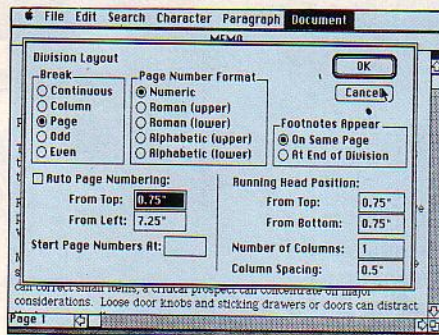 File Edit Search Character Paragraph Document
MEMO
Division Layout
OK
Cancel
Break
Continuous
Column
Page
Odd
Even
Page Number Format
Numeric
Roman (upper)
Roman (lower)
Alphabetic (upper)
Alphabetic (lower)
Footnotes Appear
On Same Page
At End of Division
Auto Page Numbering:
From Top: 0.75"
From Left: 7.25"
Start Page Numbers At:
Running Head Position:
From Top: 0.75"
From Bottom: 0.75"
Number of Columns: 1
Column Spacing: 0.5"
can correct small items, a crucial prospect can concentrate on major
considerations. Loose door knobs and sticking drawers or doors can distract
Page 1